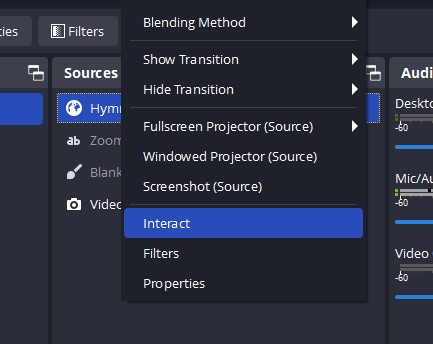 ties
Filters
Sources
Audi
Hymn
ab Zoom
Blank
Video
Blending Method
Show Transition
Hide Transition
Fullscreen Projector (Source)
Windowed Projector (Source)
Screenshot (Source)
Interact
Filters
Properties
Deskto
-60
Mic/Au
-60
Video
-60